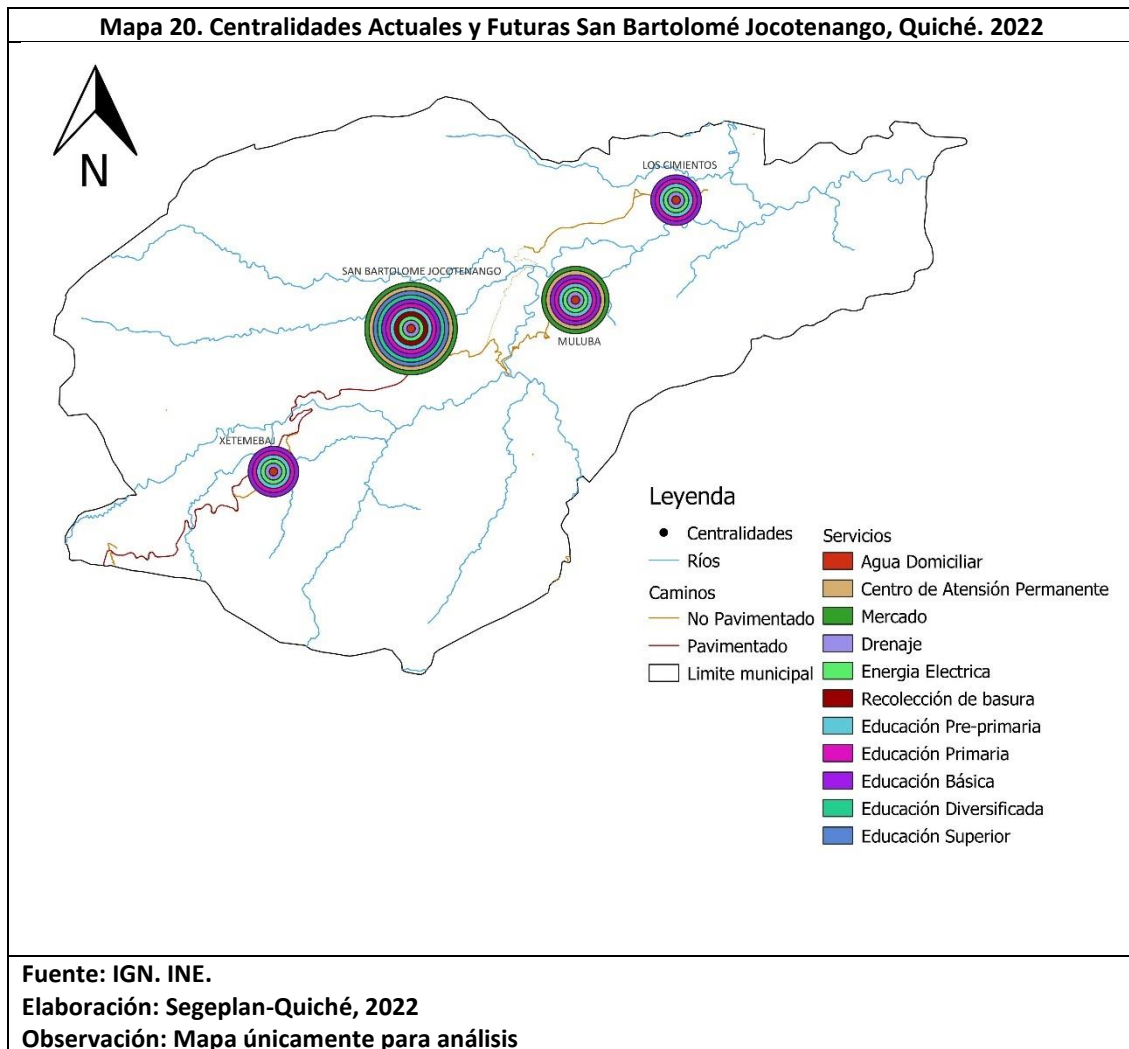 Mapa 20. Centralidades Actuales y Futuras San Bartolomé Jocotenango, Quiché. 2022
N
LOS CIMIENTOS
SAN BARTOLOME JOCOTENANGO
MULUBA
XETEMEBAJ
Leyenda
Centralidades
Ríos
Caminos
No Pavimentado
Pavimentado
Limite municipal
Servicios
Agua Domiciliar
Centro de Atención Permanente
Mercado
Drenaje
Energia Electrica
Recolección de basura
Educación Pre-primaria
Educación Primaria
Educación Básica
Educación Diversificada
Educación Superior
Fuente: IGN. INE.
Elaboración: Segeplan-Quiché, 2022
Observación: Mapa únicamente para análisis